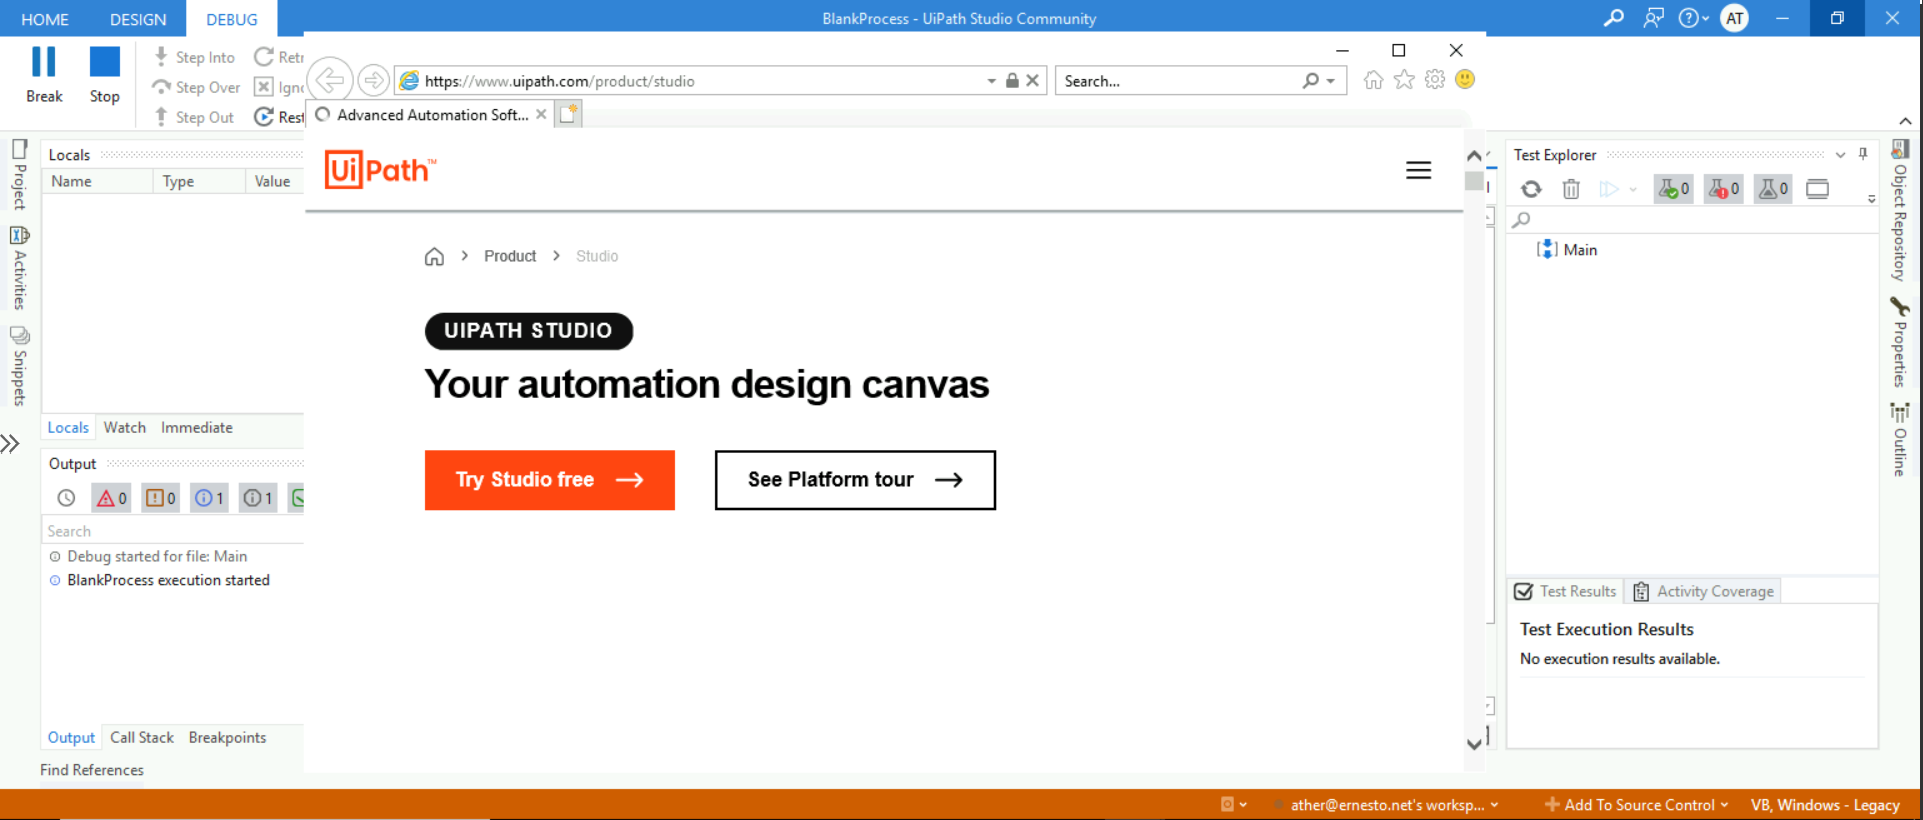 HOME DESIGN DEBUG
BlankProcess - UiPath Studio Community
AT
Break
Stop
Step Into
Step Over
Step Out
Retr
Igno
Rest
https://www.uipath.com/product/studio
Search...
Advanced Automation Soft...
Locals
Name Type Value
Project
Activities
Snippets
UiPath™
Product Studio
UIPATH STUDIO
Your automation design canvas
Try Studio free
See Platform tour
Locals Watch Immediate
Output
0 0 1 1
Search
Debug started for file: Main
BlankProcess execution started
Output Call Stack Breakpoints
Find References
Test Explorer
0 0 0
Main
Test Results Activity Coverage
Test Execution Results
No execution results available.
Object Repository
Properties
Outline
ather@ernesto.net's worksp...
Add To Source Control
VB, Windows - Legacy